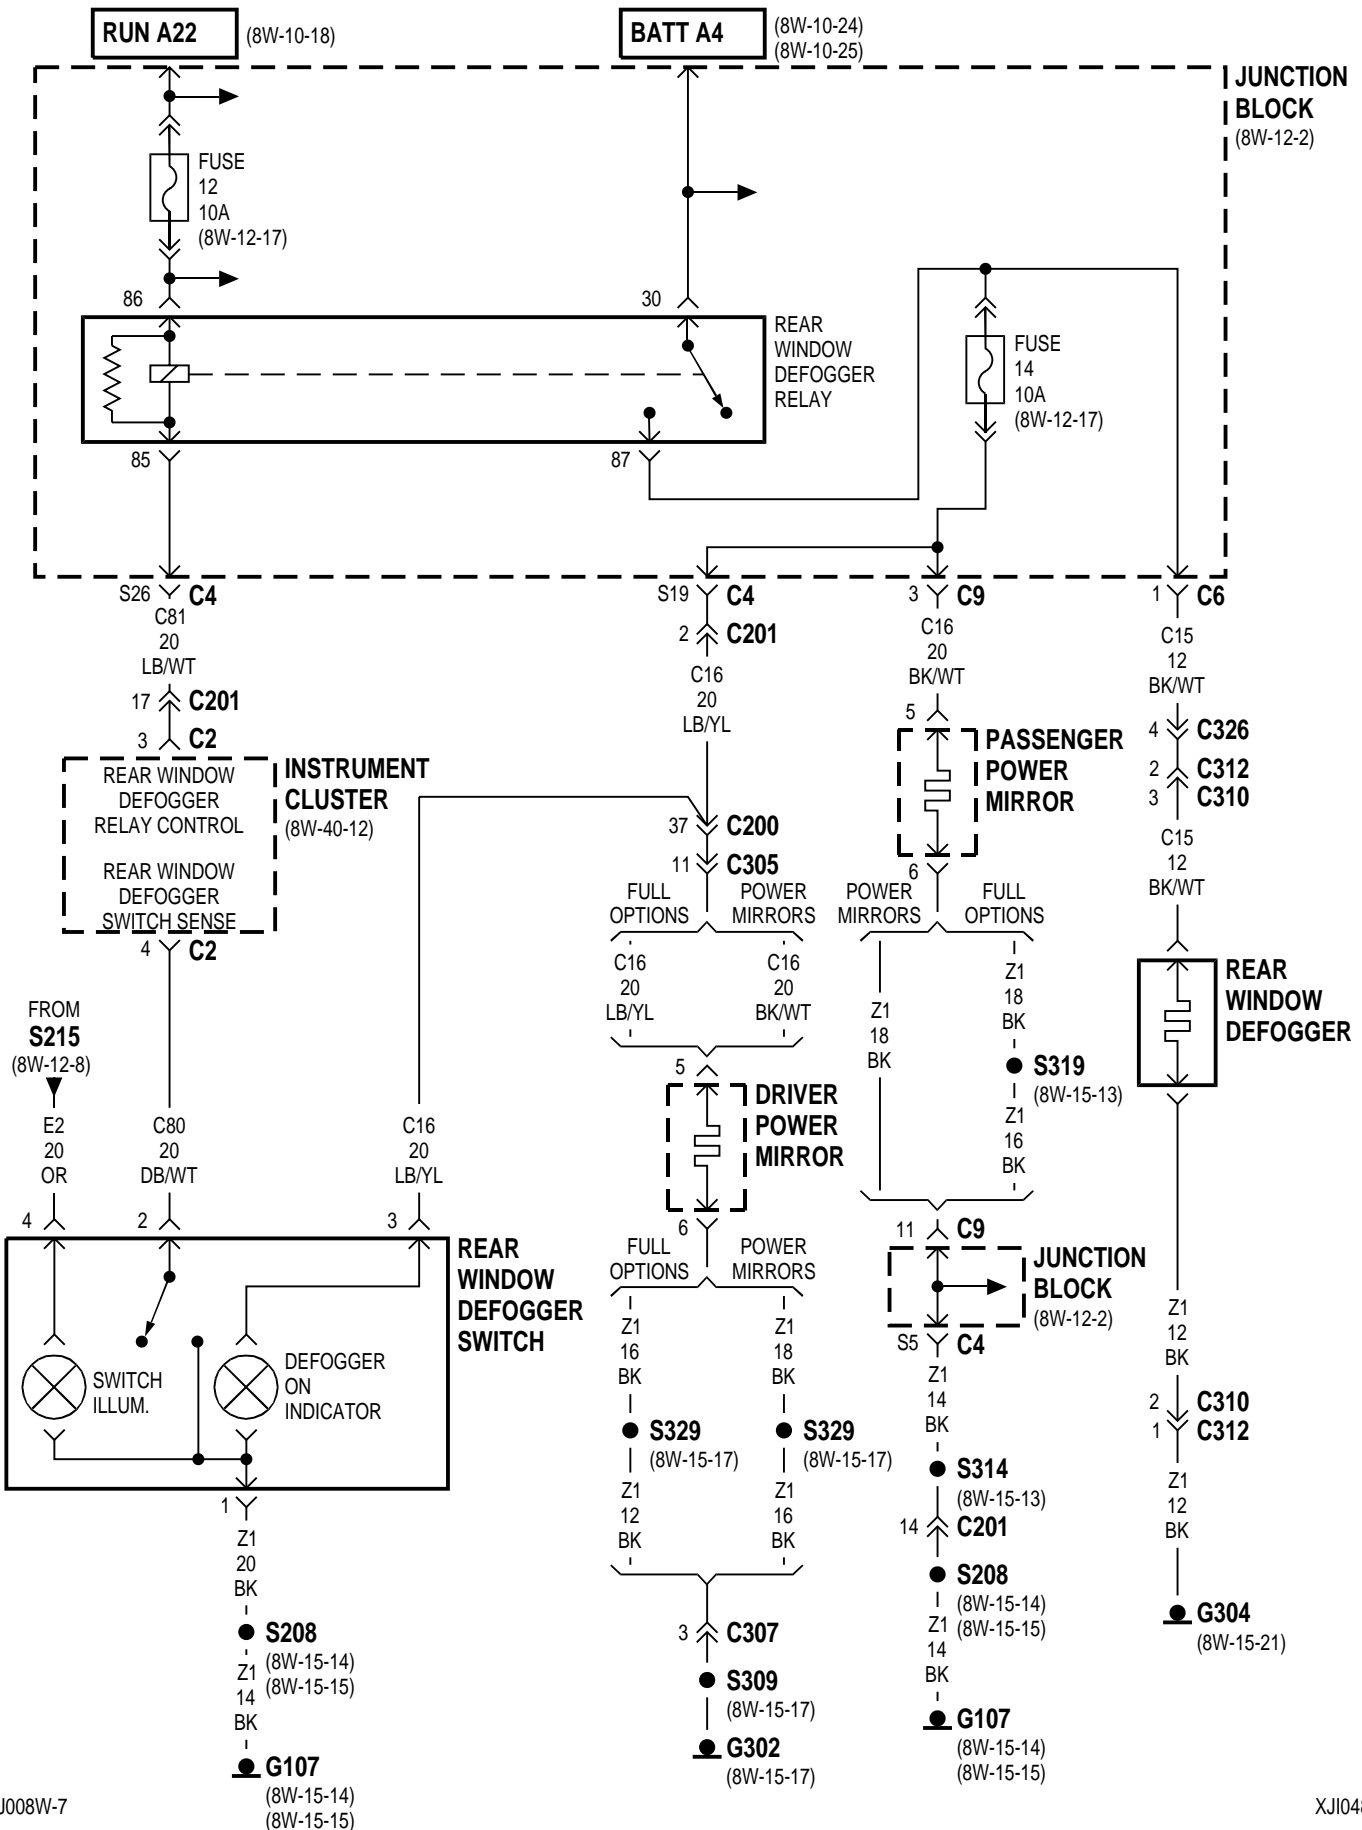 RUN A22
(8W-10-18)
BATT A4
(8W-10-24)
(8W-10-25)
JUNCTION
BLOCK
(8W-12-2)
FUSE
12
10A
(8W-12-17)
86
30
REAR
WINDOW
DEFOGGER
RELAY
FUSE
14
10A
(8W-12-17)
85
87
S26
C4
C81
20
LB/WT
17
C201
3
C2
S19
C4
2
C201
C16
20
LB/YL
3
C9
C16
20
BK/WT
5
1
C6
C15
12
BK/WT
4
C326
2
C312
3
C310
C15
12
BK/WT
REAR WINDOW
DEFOGGER
RELAY CONTROL
REAR WINDOW
DEFOGGER
SWITCH SENSE
INSTRUMENT
CLUSTER
(8W-40-12)
4
C2
PASSENGER
POWER
MIRROR
6
37
C200
11
C305
FULL
OPTIONS
POWER
MIRRORS
C16
20
LB/YL
C16
20
BK/WT
5
POWER
MIRRORS
FULL
OPTIONS
Z1
18
BK
Z1
18
BK
S319
(8W-15-13)
Z1
16
BK
REAR
WINDOW
DEFOGGER
FROM
S215
(8W-12-8)
E2
20
OR
C80
20
DB/WT
C16
20
LB/YL
DRIVER
POWER
MIRROR
6
4
2
3
REAR
WINDOW
DEFOGGER
SWITCH
SWITCH
ILLUM.
DEFOGGER
ON
INDICATOR
1
Z1
20
BK
S208
(8W-15-14)
(8W-15-15)
Z1
14
BK
G107
(8W-15-14)
(8W-15-15)
FULL
OPTIONS
POWER
MIRRORS
Z1
16
BK
Z1
18
BK
S329
(8W-15-17)
S329
(8W-15-17)
Z1
12
BK
Z1
16
BK
3
C307
S309
(8W-15-17)
G302
(8W-15-17)
11
C9
JUNCTION
BLOCK
(8W-12-2)
S5
C4
Z1
14
BK
S314
(8W-15-13)
14
C201
S208
(8W-15-14)
(8W-15-15)
Z1
14
BK
G107
(8W-15-14)
(8W-15-15)
Z1
12
BK
2
C310
1
C312
Z1
12
BK
G304
(8W-15-21)
J008W-7
XJI048